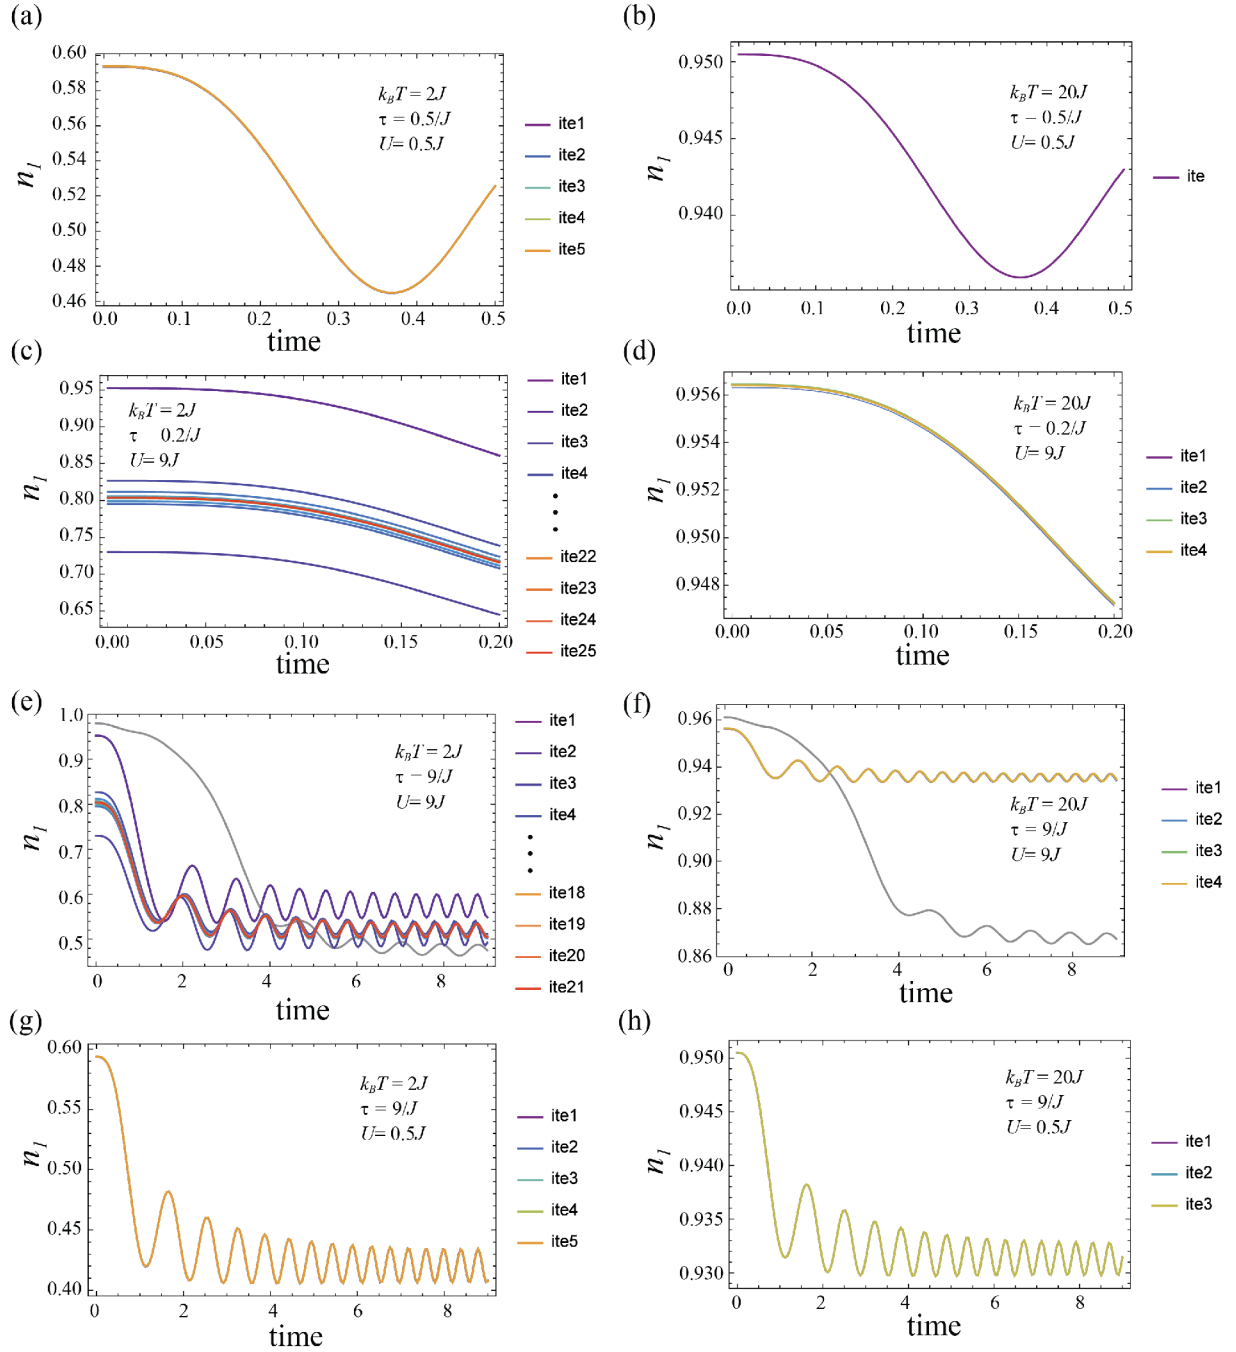 (a)
0.60
0.58
0.56
0.54
0.52
0.50
0.48
0.46
n1
kBT = 2J
τ = 0.5/J
U= 0.5J
0.0 0.1 0.2 0.3 0.4 0.5
time
ite1
ite2
ite3
ite4
ite5
(b)
0.950
0.945
0.940
n1
kBT = 20J
τ = 0.5/J
U= 0.5J
0.0 0.1 0.2 0.3 0.4 0.5
time
ite
(c)
0.95
0.90
0.85
0.80
0.75
0.70
0.65
n1
kBT = 2J
τ = 0.2/J
U= 9J
0.00 0.05 0.10 0.15 0.20
time
ite1
ite2
ite3
ite4
ite22
ite23
ite24
ite25
(d)
0.956
0.954
0.952
0.950
0.948
n1
kBT = 20J
τ = 0.2/J
U= 9J
0.00 0.05 0.10 0.15 0.20
time
ite1
ite2
ite3
ite4
(e)
1.0
0.9
0.8
0.7
0.6
0.5
n1
kBT = 2J
τ = 9/J
U= 9J
0 2 4 6 8
time
ite1
ite2
ite3
ite4
ite18
ite19
ite20
ite21
(f)
0.96
0.94
0.92
0.90
0.88
0.86
n1
kBT = 20J
τ = 9/J
U= 9J
0 2 4 6 8
time
ite1
ite2
ite3
ite4
(g)
0.60
0.55
0.50
0.45
0.40
n1
kBT = 2J
τ = 9/J
U= 0.5J
0 2 4 6 8
time
ite1
ite2
ite3
ite4
ite5
(h)
0.950
0.945
0.940
0.935
0.930
n1
kBT = 20J
τ = 9/J
U= 0.5J
0 2 4 6 8
time
ite1
ite2
ite3